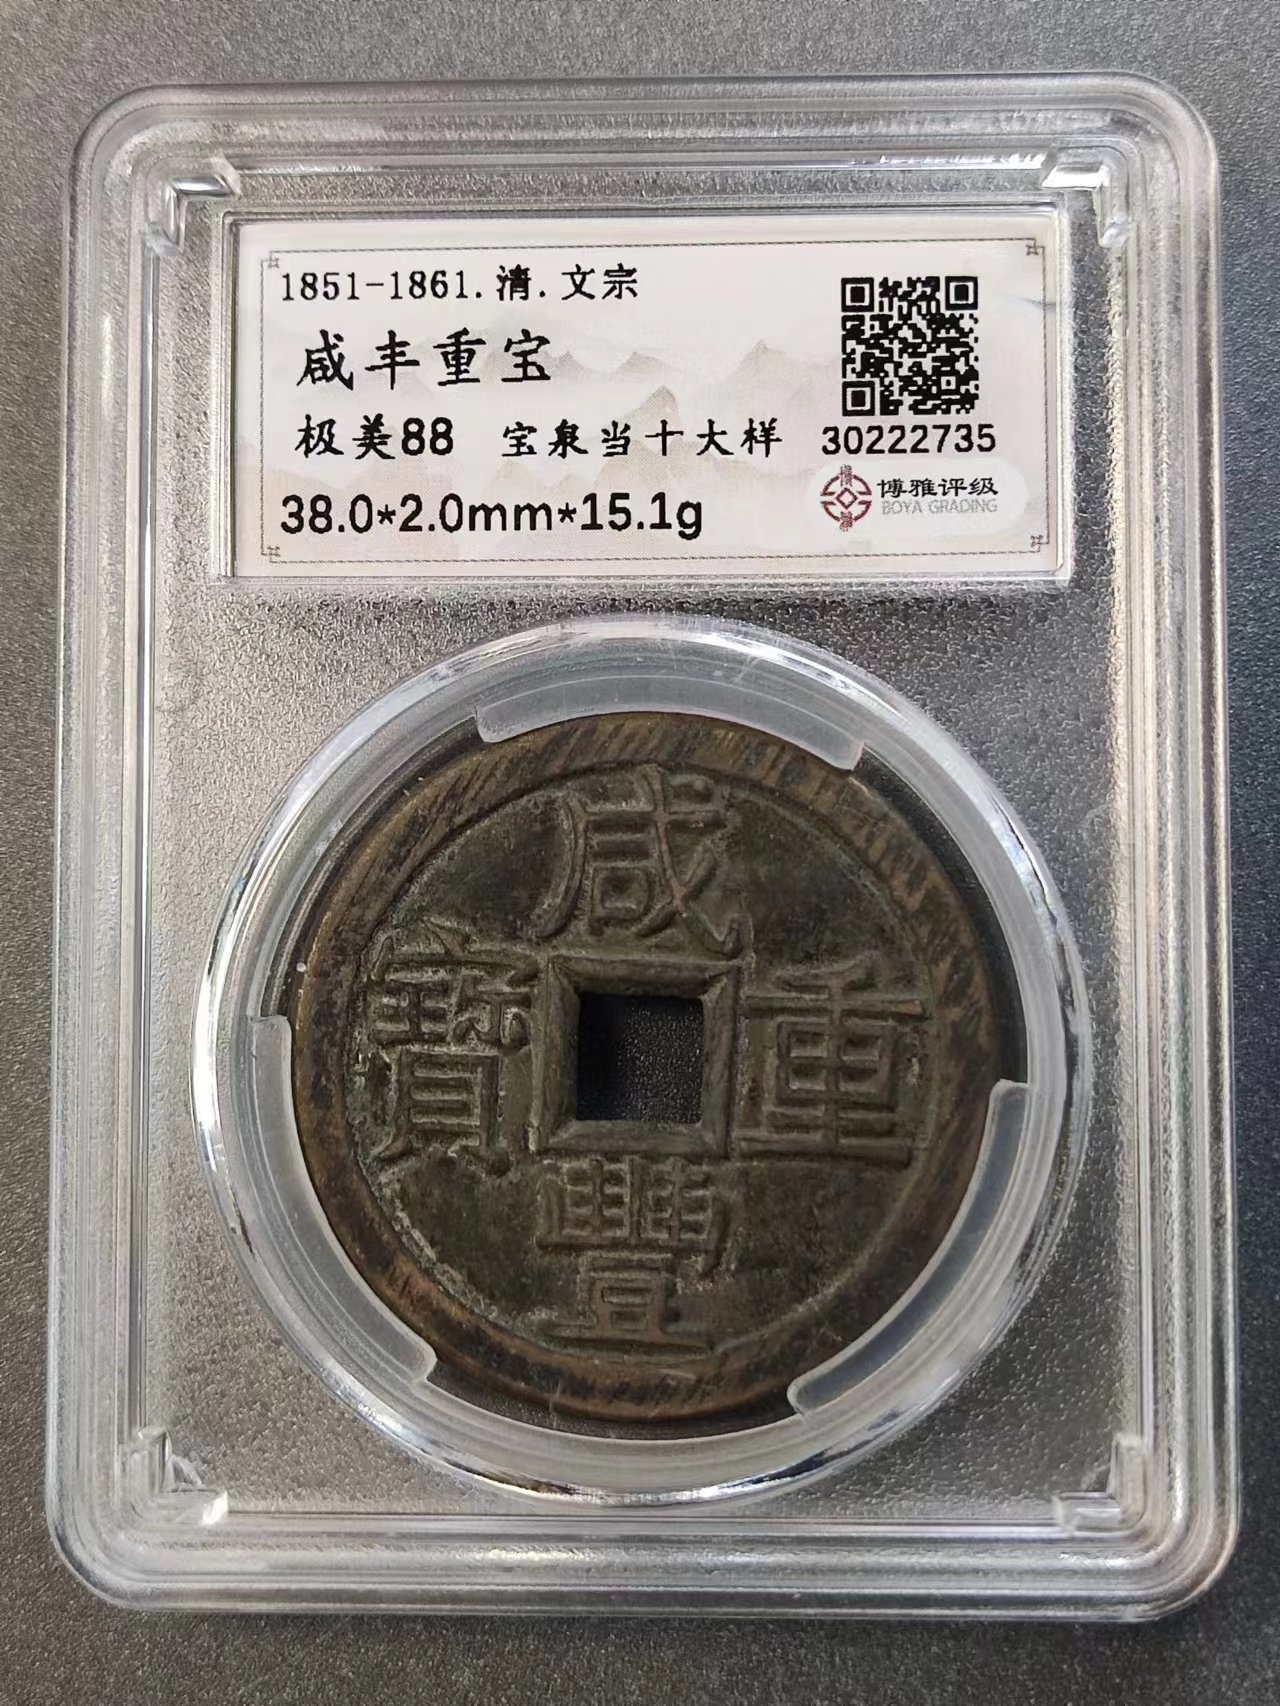 1851-1861.清.文宗
咸丰重宝
极美88 宝泉当十大样
30222735
38.0*2.0mm*15.1g
博雅评级
BOYA GRADING
咸
寶 重
豐